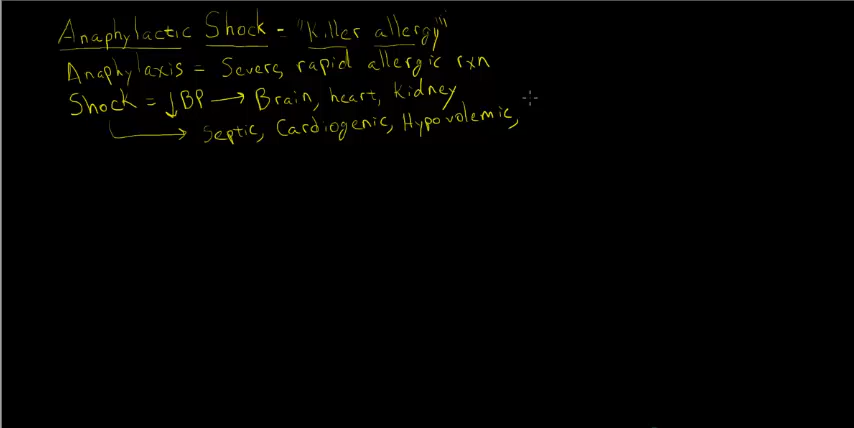 Anaphylactic Shock - "Killer allergy"
Anaphylaxis = Severe, rapid allergic rxn
Shock = ↓BP → Brain, heart, kidney
→ Septic, Cardiogenic, Hypovolemic,